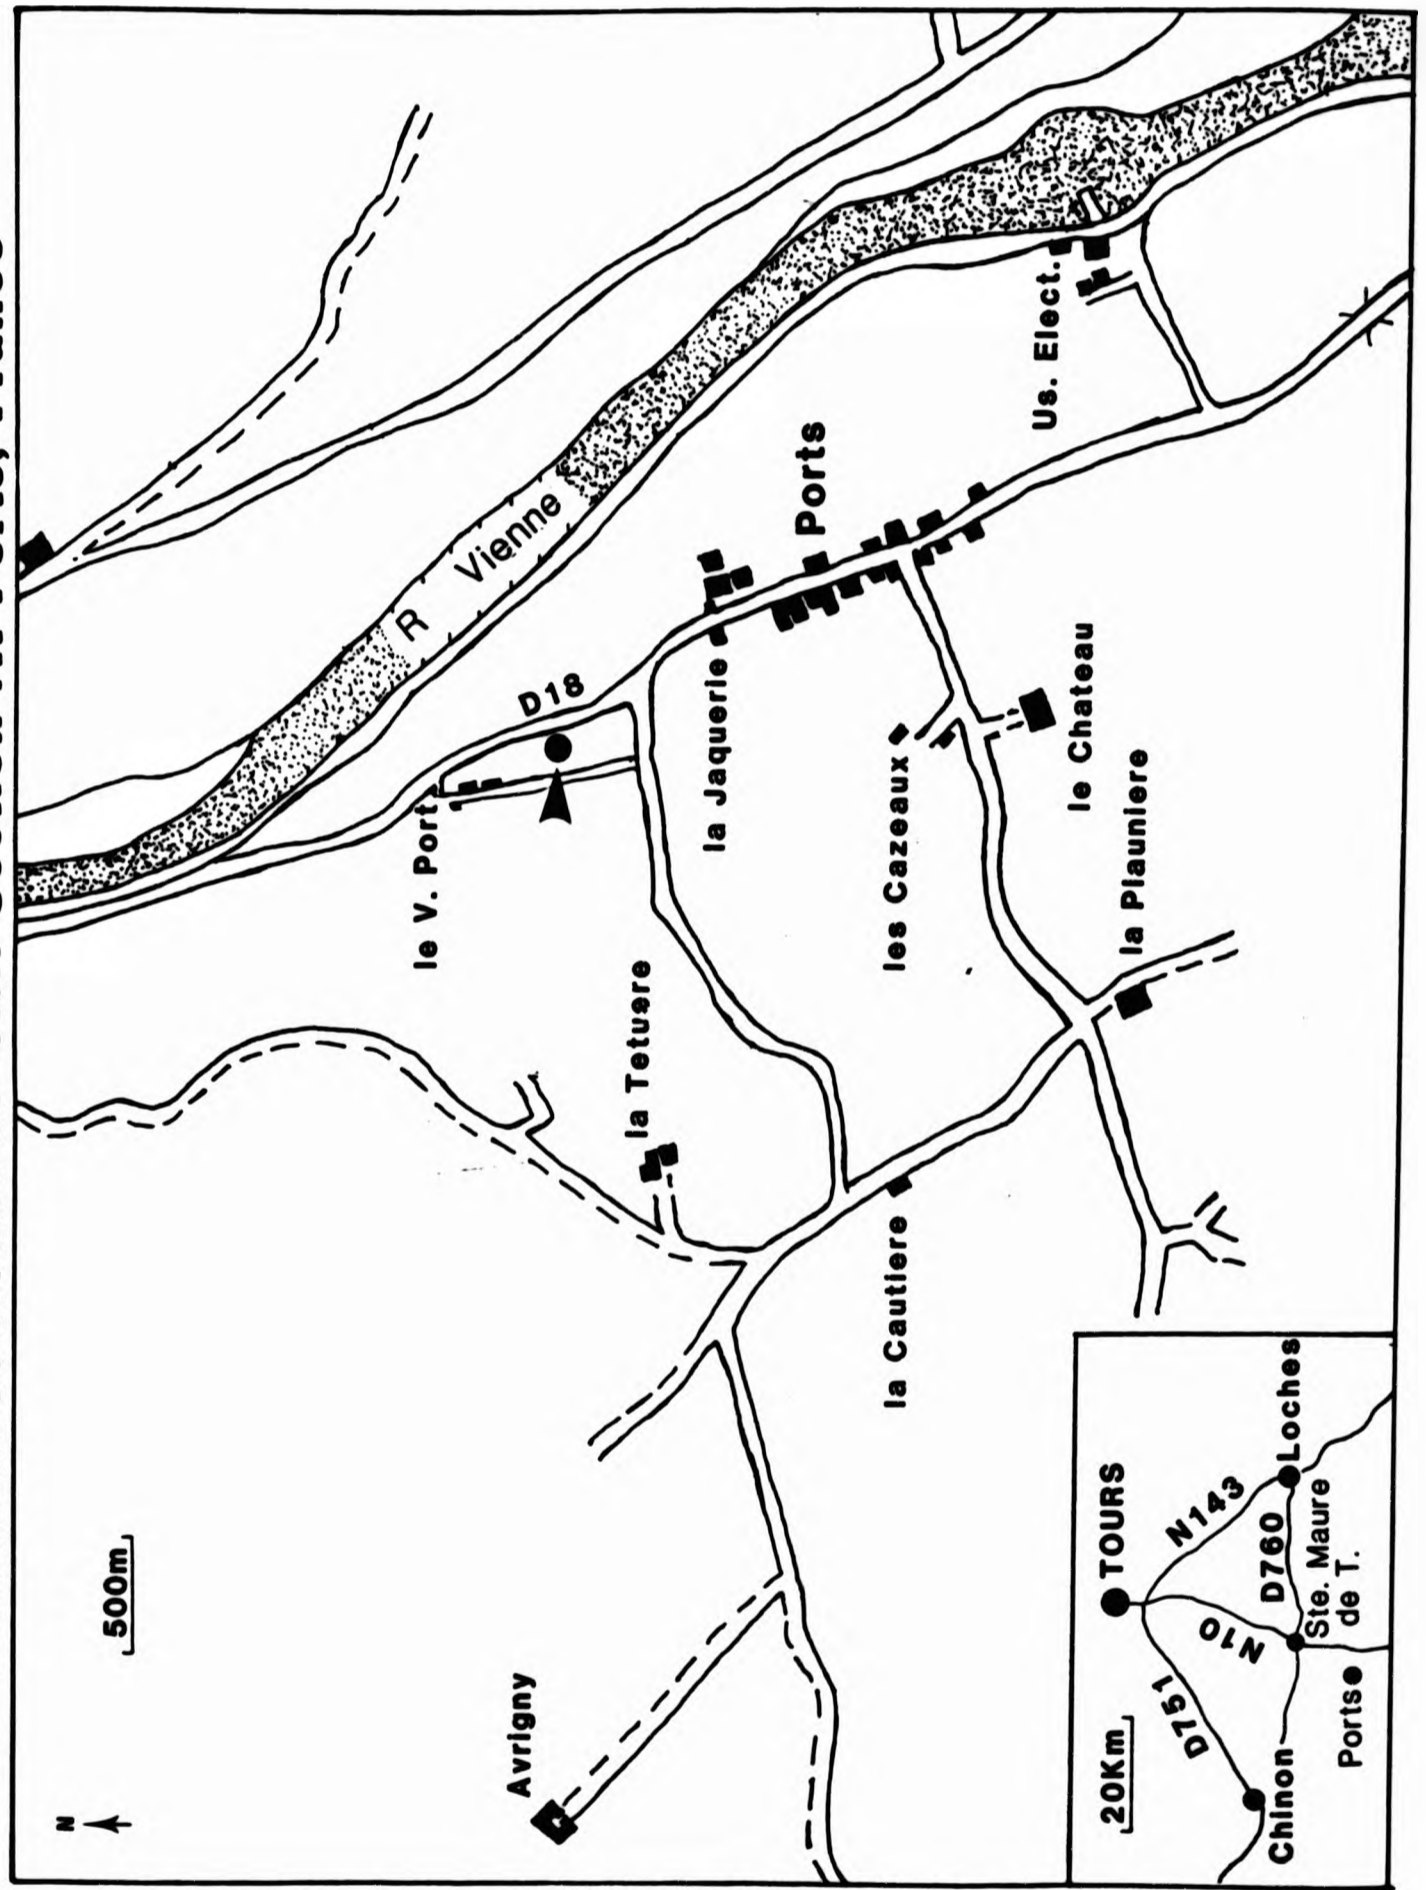 N
500m
R Vienne
le V. Port
D18
Avrigny
la Tetuere
la Jaquerie
Ports
les Cazeaux
la Cautiere
Us. Elect.
le Chateau
la Plauniere
20Km
TOURS
D751
N143
N10
D760
Loches
Chinon
Ste. Maure
de T.
Ports